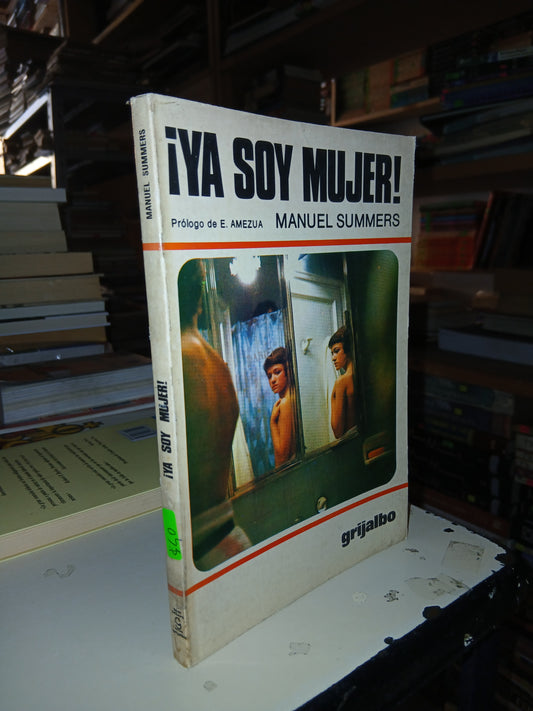 ¡YA SOY MUJER!
Prólogo de E. AMEZUA MANUEL SUMMERS
grijalbo
MANUEL SUMMERS
¡YA SOY MUJER!